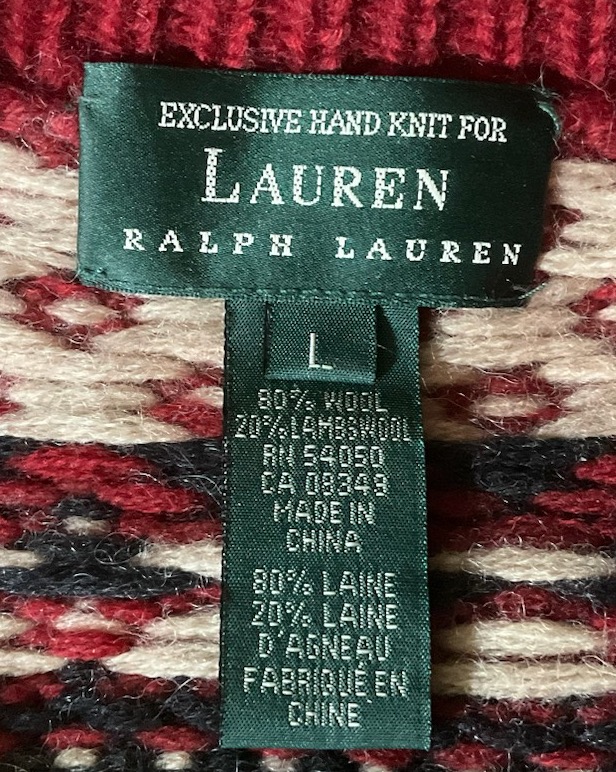 EXCLUSIVE HAND KNIT FOR
LAUREN
RALPH LAUREN
L
80% WOOL
20% LAMBSWOOL
RN 54050
CA 08349
MADE IN
CHINA
80% LAINE
20% LAINE
D'AGNEAU
FABRIQUÉ EN
CHINE